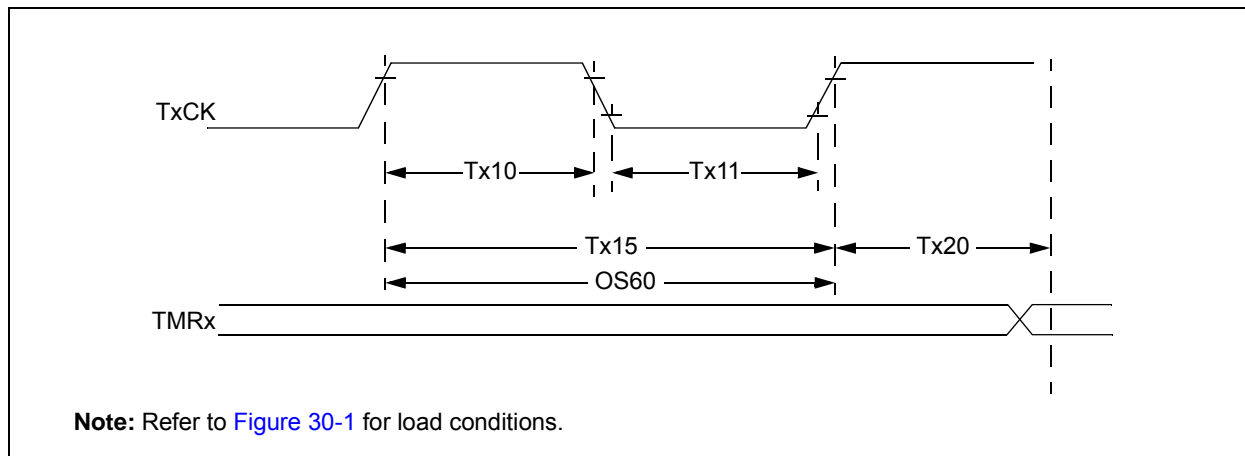 TxCK
Tx10
Tx11
Tx15
Tx20
OS60
TMRx
Note: Refer to Figure 30-1 for load conditions.